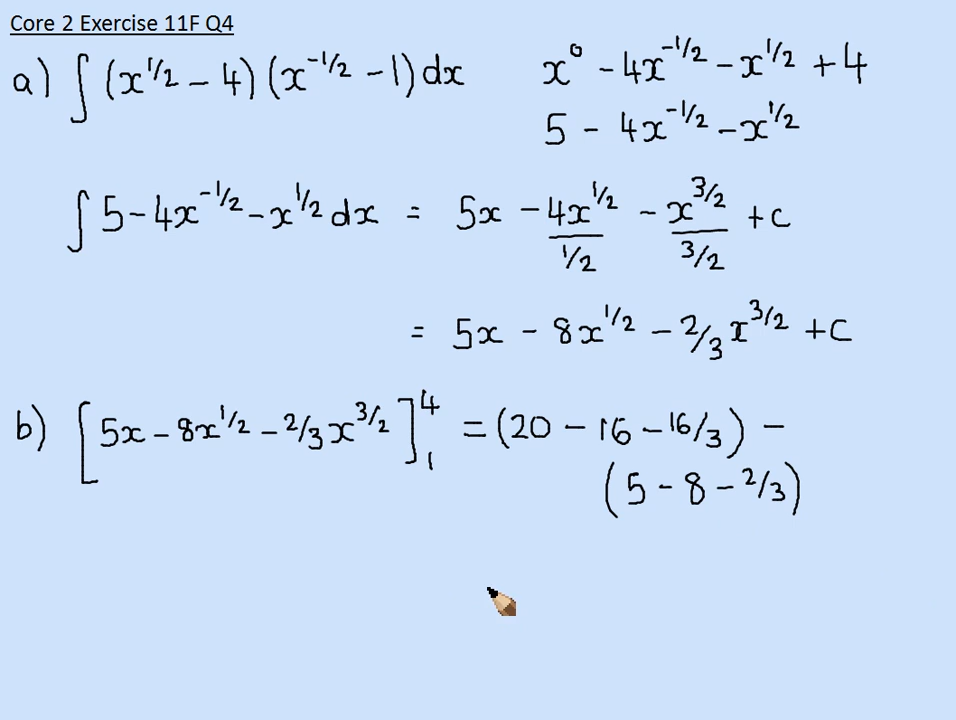 Core 2 Exercise 11F Q4
a) ∫ (x^{1/2} - 4)(x^{-1/2} - 1) dx    x^0 - 4x^{-1/2} - x^{1/2} + 4
5 - 4x^{-1/2} - x^{1/2}
∫ 5 - 4x^{-1/2} - x^{1/2} dx = 5x - \frac{4x^{1/2}}{1/2} - \frac{x^{3/2}}{3/2} + c
= 5x - 8x^{1/2} - 2/3 x^{3/2} + c
b) [5x - 8x^{1/2} - 2/3 x^{3/2}]_1^4 = (20 - 16 - 16/3) -
(5 - 8 - 2/3)